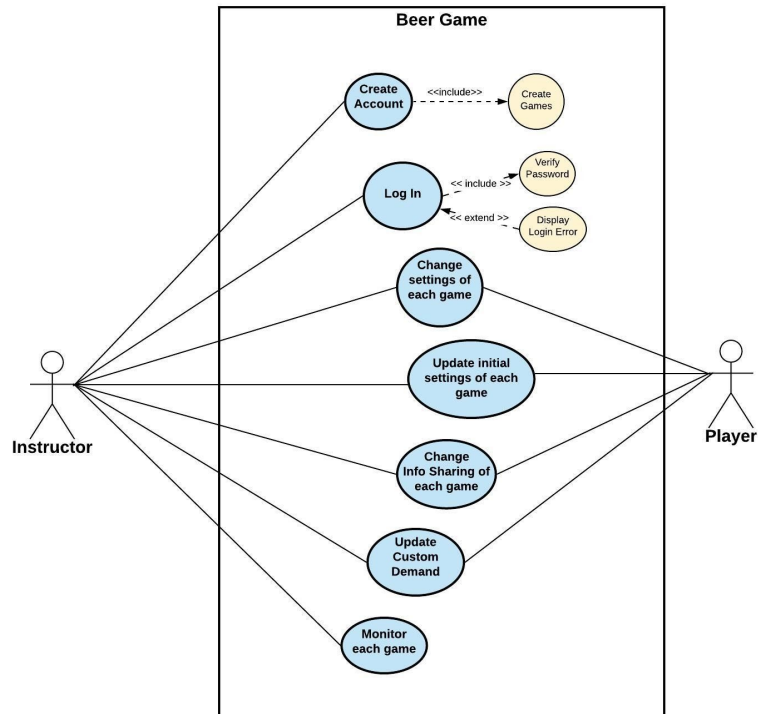 Beer Game
Create
Account
<<include>>
Create
Games
Log In
<< include >>
Verify
Password
<< extend >>
Display
Login Error
Change
settings of
each game
Update initial
settings of each
game
Instructor
Player
Change
Info Sharing of
each game
Update
Custom
Demand
Monitor
each game